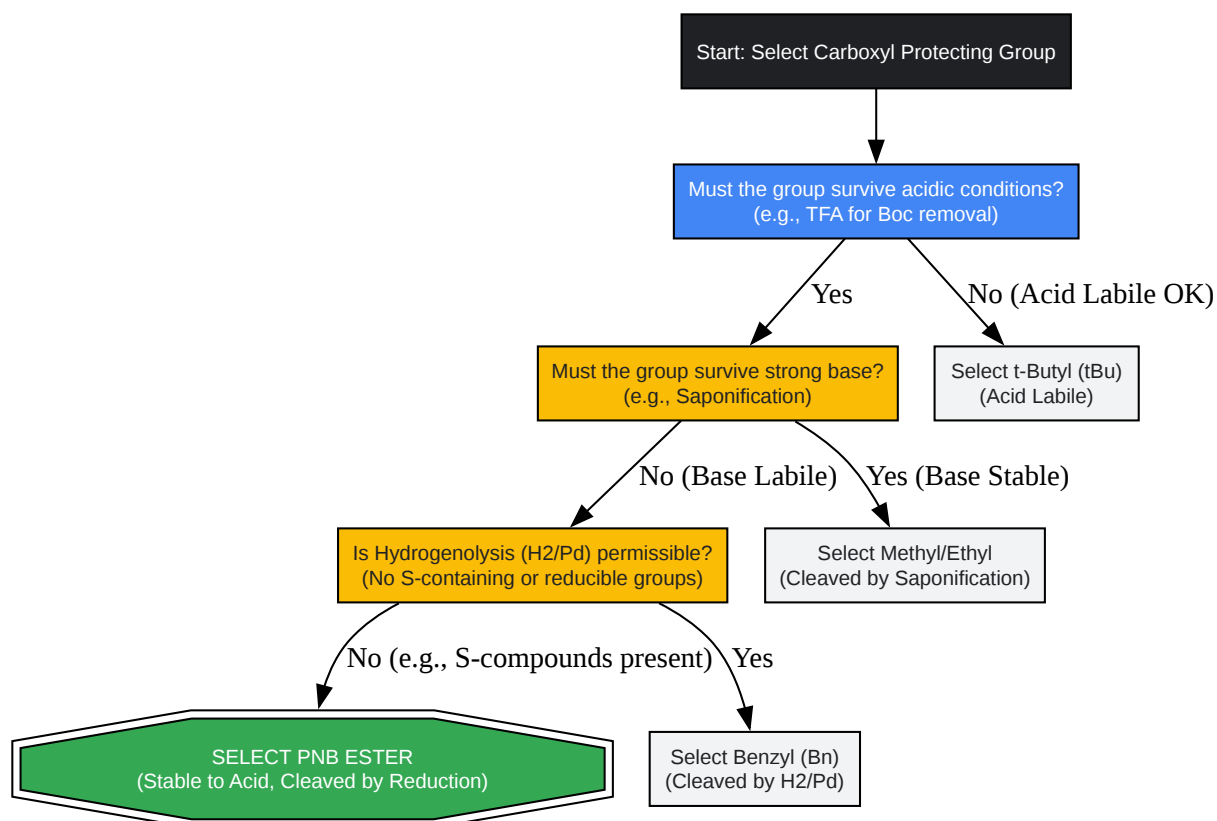 Start: Select Carboxyl Protecting Group
Must the group survive acidic conditions?
(e.g., TFA for Boc removal)
Yes
No (Acid Labile OK)
Must the group survive strong base?
(e.g., Saponification)
Select t-Butyl (tBu)
(Acid Labile)
No (Base Labile)
Yes (Base Stable)
Is Hydrogenolysis (H2/Pd) permissible?
(No S-containing or reducible groups)
Select Methyl/Ethyl
(Cleaved by Saponification)
No (e.g., S-compounds present)
Yes
SELECT PNB ESTER
(Stable to Acid, Cleaved by Reduction)
Select Benzyl (Bn)
(Cleaved by H2/Pd)